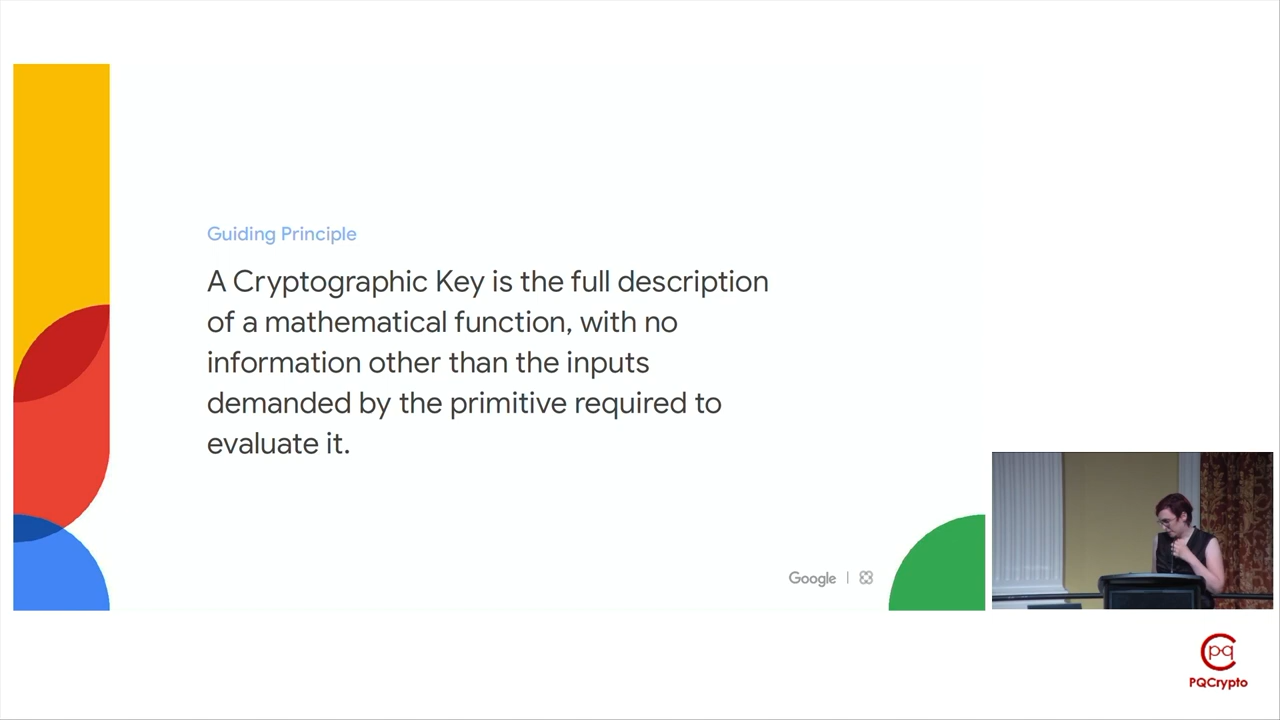 Guiding Principle
A Cryptographic Key is the full description
of a mathematical function, with no
information other than the inputs
demanded by the primitive required to
evaluate it.
Google
pq
PQCrypto